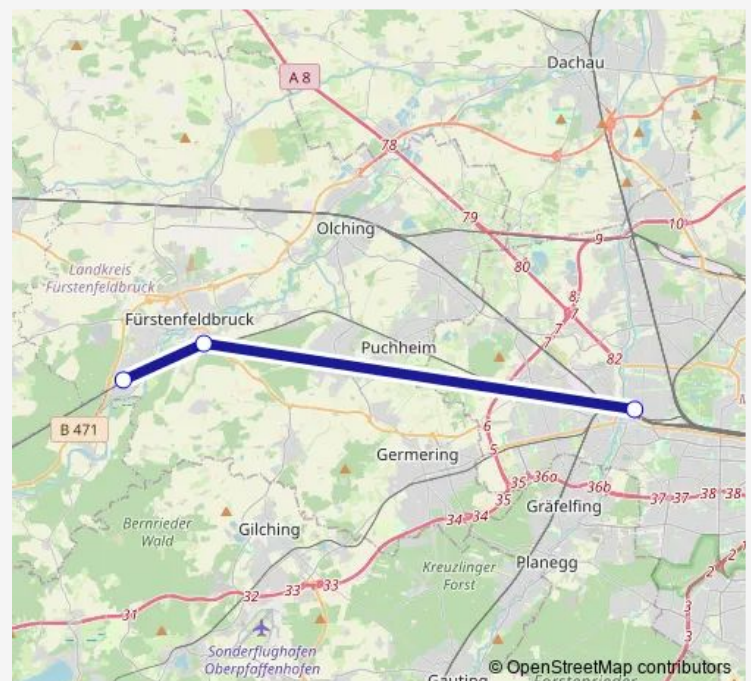 Dachau
A 8
78
79
10
9
Olching
80
Landkreis
Fürstenfeldbruck
8
7
Fürstenfeldbruck
7
Puchheim
82
6
B 471
5
Germering
36a
35
36b
35
37
37
38
38
34
34
Gräfelfing
Bernrieder
Wald
Gilching
Kreuzlinger
Forst
Planegg
2
2
33
33
32
31
3
3
Sonderflughafen
Oberpfaffenhofen
© OpenStreetMap contributors
Gauting